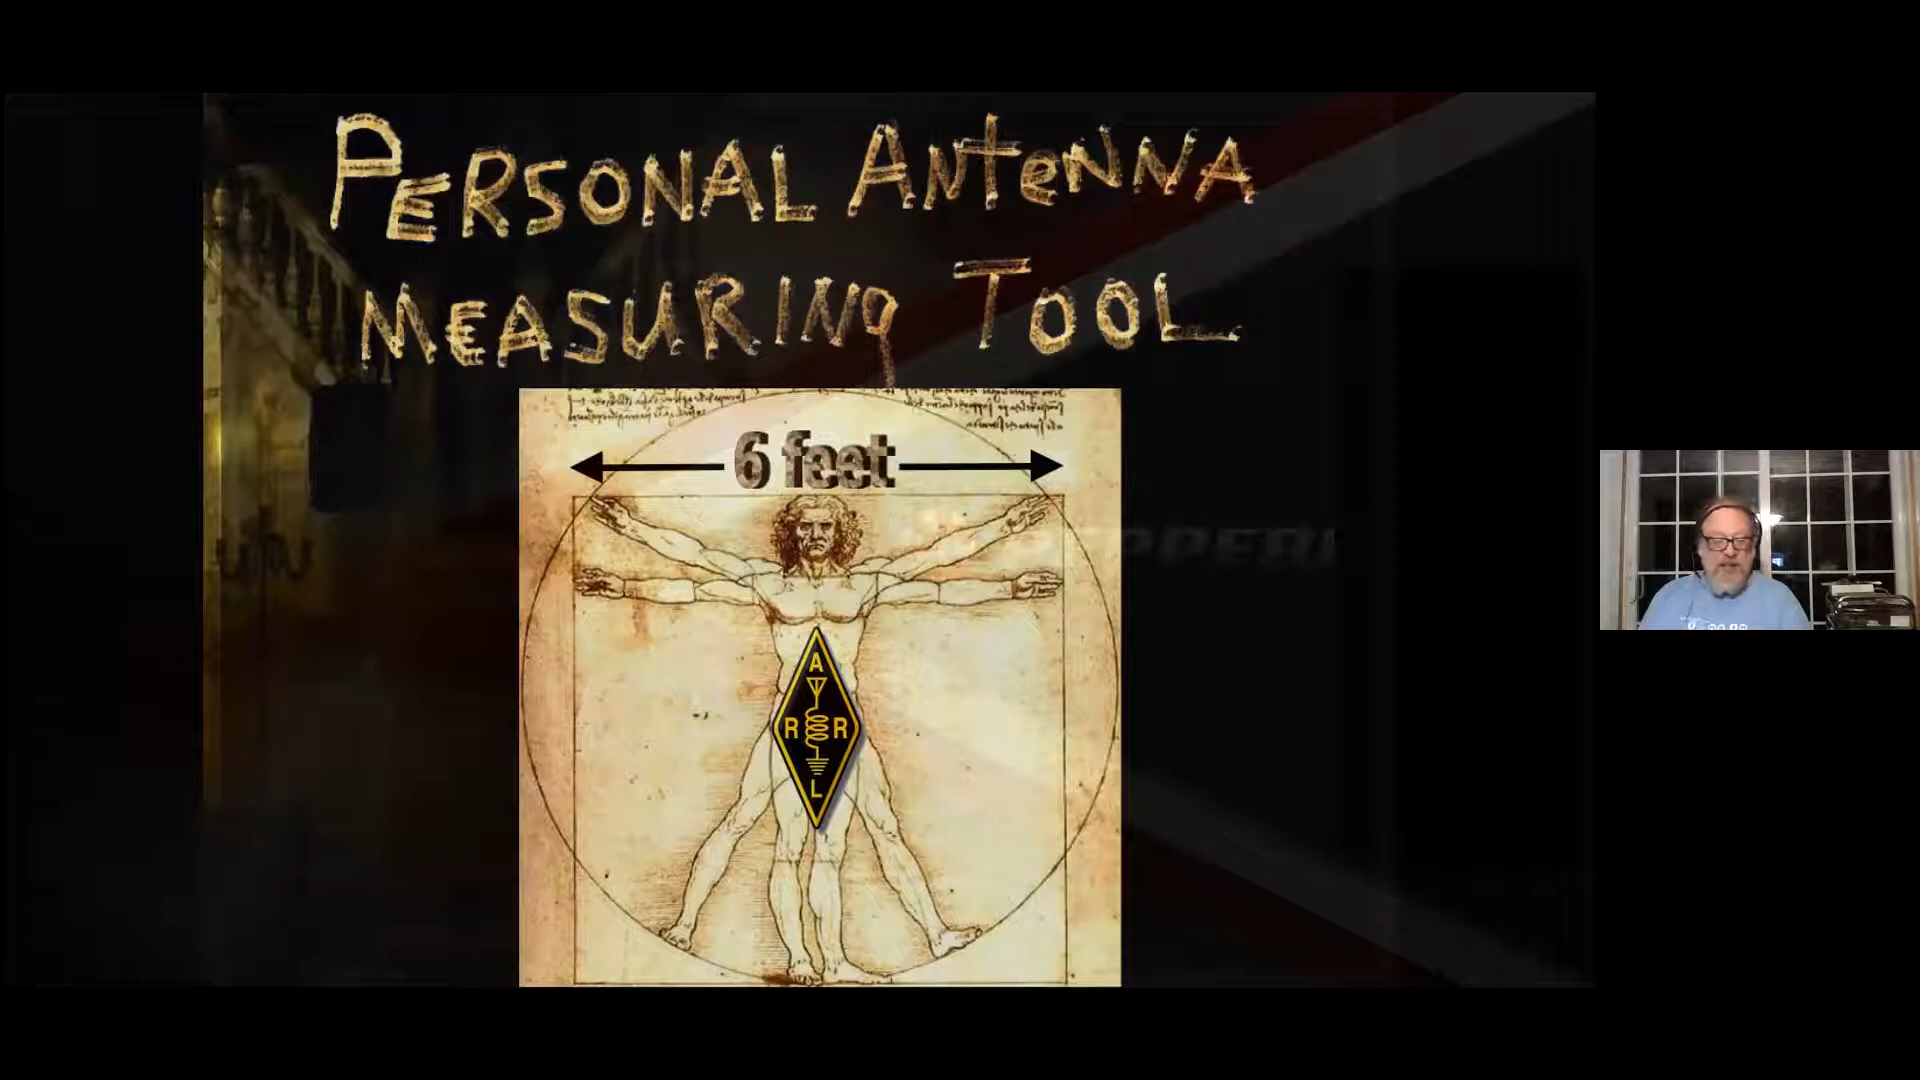 PERSONAL ANTENNA
MEASURING TOOL
6 feet
A
R R
L